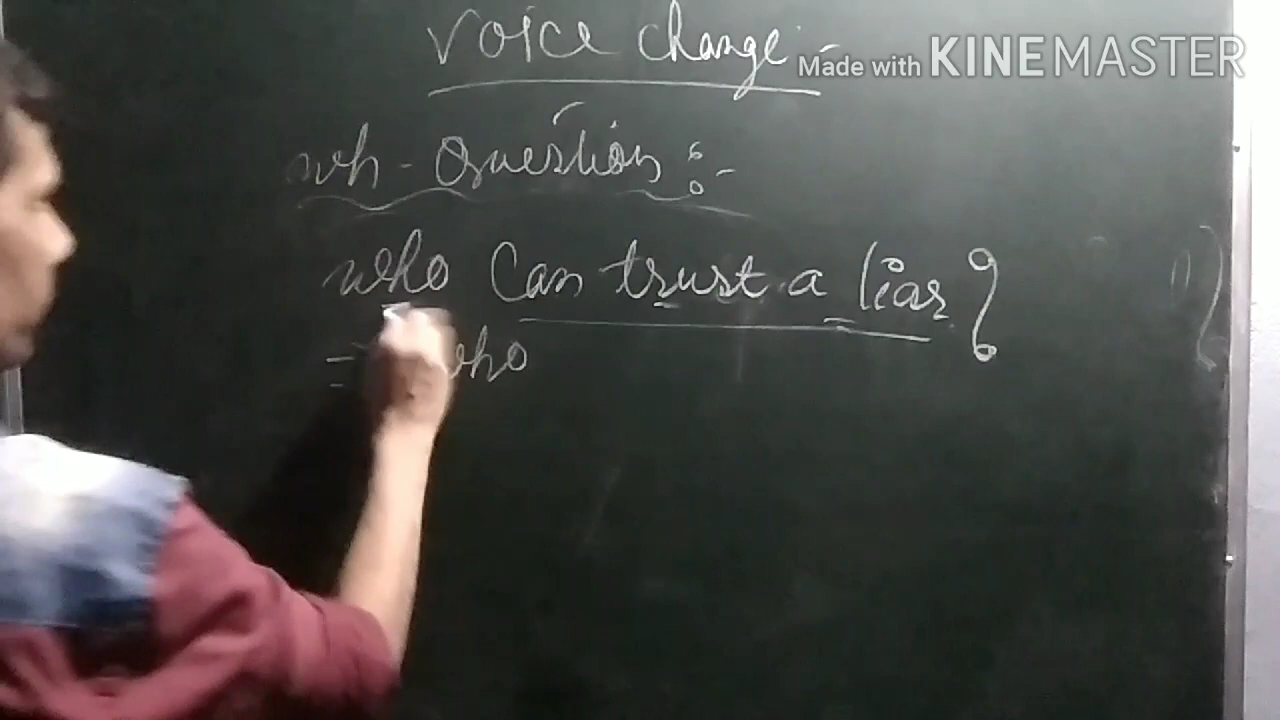 voice change -
Made with KINEMASTER
wh - Question :-
who can trust a liar ?
= who